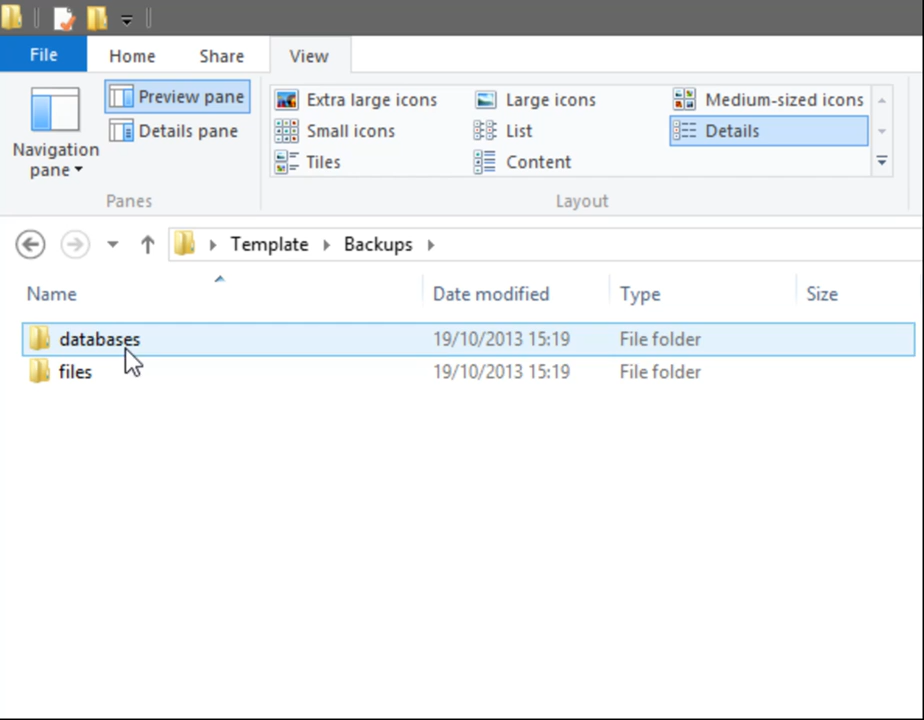 File Home Share View
Preview pane Extra large icons Large icons Medium-sized icons
Details pane Small icons List Details
Navigation pane Tiles Content
Panes Layout
Template Backups
Name Date modified Type Size
databases 19/10/2013 15:19 File folder
files 19/10/2013 15:19 File folder